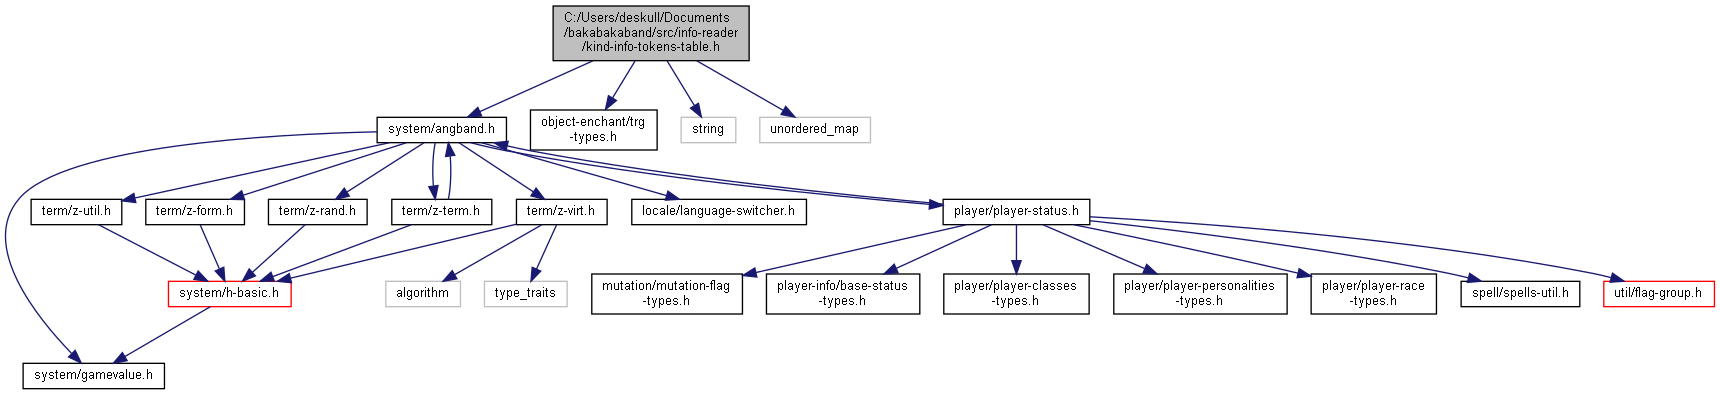 C:/Users/deskull/Documents
/bakabakaband/src/info-reader
/kind-info-tokens-table.h
system/angband.h
object-enchant/trg
-types.h
string
unordered_map
term/z-util.h
term/z-form.h
term/z-rand.h
term/z-term.h
term/z-virt.h
locale/language-switcher.h
player/player-status.h
system/h-basic.h
algorithm
type_traits
mutation/mutation-flag
-types.h
player-info/base-status
-types.h
player/player-classes
-types.h
player/player-personalities
-types.h
player/player-race
-types.h
spell/spells-util.h
util/flag-group.h
system/gamevalue.h